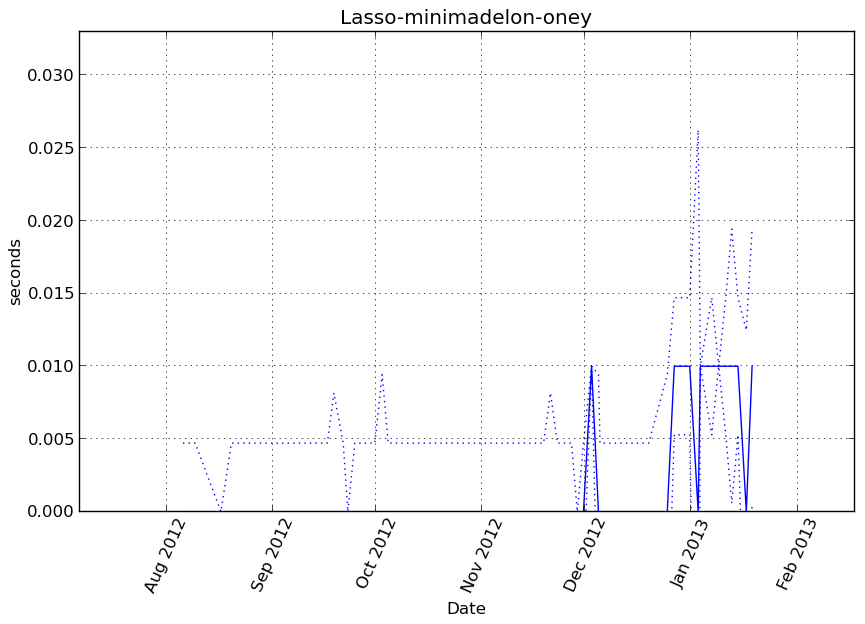 Lasso-minimadelon-oney
0.030
0.025
0.020
0.015
0.010
0.005
0.000
seconds
Aug 2012
Sep 2012
Oct 2012
Nov 2012
Dec 2012
Jan 2013
Feb 2013
Date